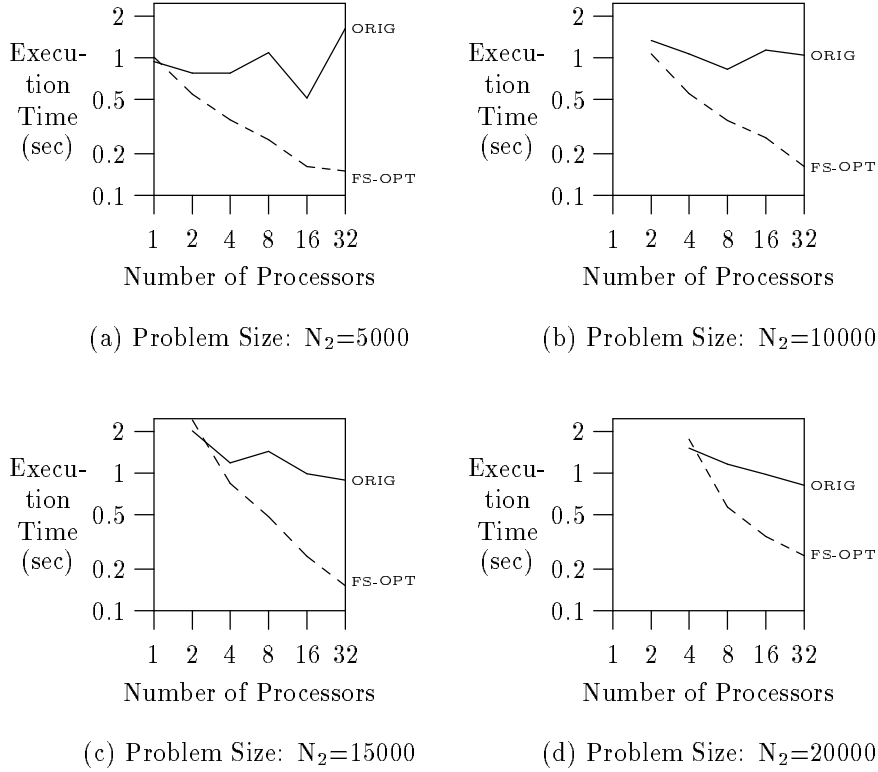 2
1
0.5
0.2
0.1
Execu-
tion
Time
(sec)
ORIG
FS-OPT
1 2 4 8 16 32
Number of Processors
(a) Problem Size: N₂=5000
2
1
0.5
0.2
0.1
Execu-
tion
Time
(sec)
ORIG
FS-OPT
1 2 4 8 16 32
Number of Processors
(b) Problem Size: N₂=10000
2
1
0.5
0.2
0.1
Execu-
tion
Time
(sec)
ORIG
FS-OPT
1 2 4 8 16 32
Number of Processors
(c) Problem Size: N₂=15000
2
1
0.5
0.2
0.1
Execu-
tion
Time
(sec)
ORIG
FS-OPT
1 2 4 8 16 32
Number of Processors
(d) Problem Size: N₂=20000